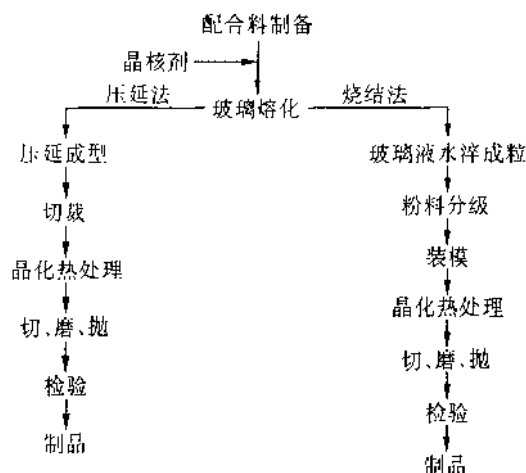 配合料制备
晶核剂
压延法
玻璃熔化
烧结法
压延成型
切裁
晶化热处理
切、磨、抛
检验
制品
玻璃液水淬成粒
粉料分级
装模
晶化热处理
切、磨、抛
检验
制品